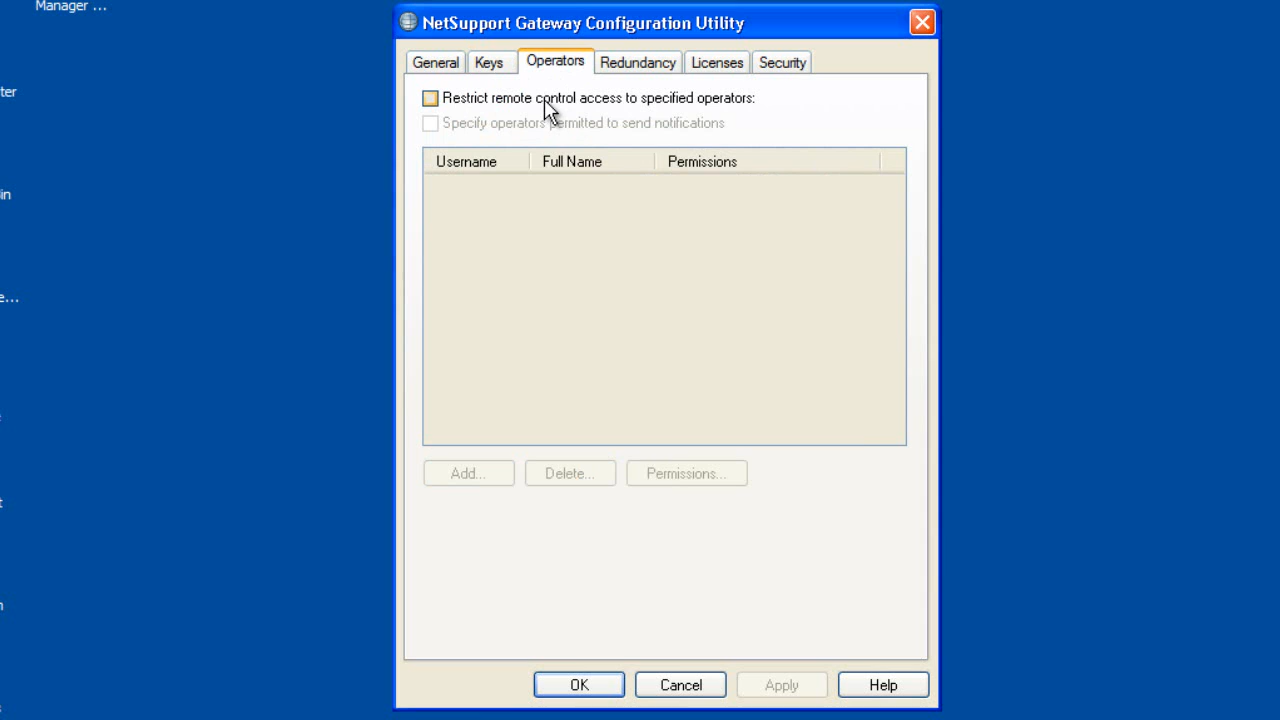 Manager ...
ter
in
e...
t
n
NetSupport Gateway Configuration Utility
General Keys Operators Redundancy Licenses Security
Restrict remote control access to specified operators:
Specify operators permitted to send notifications
Username Full Name Permissions
Add... Delete... Permissions...
OK Cancel Apply Help